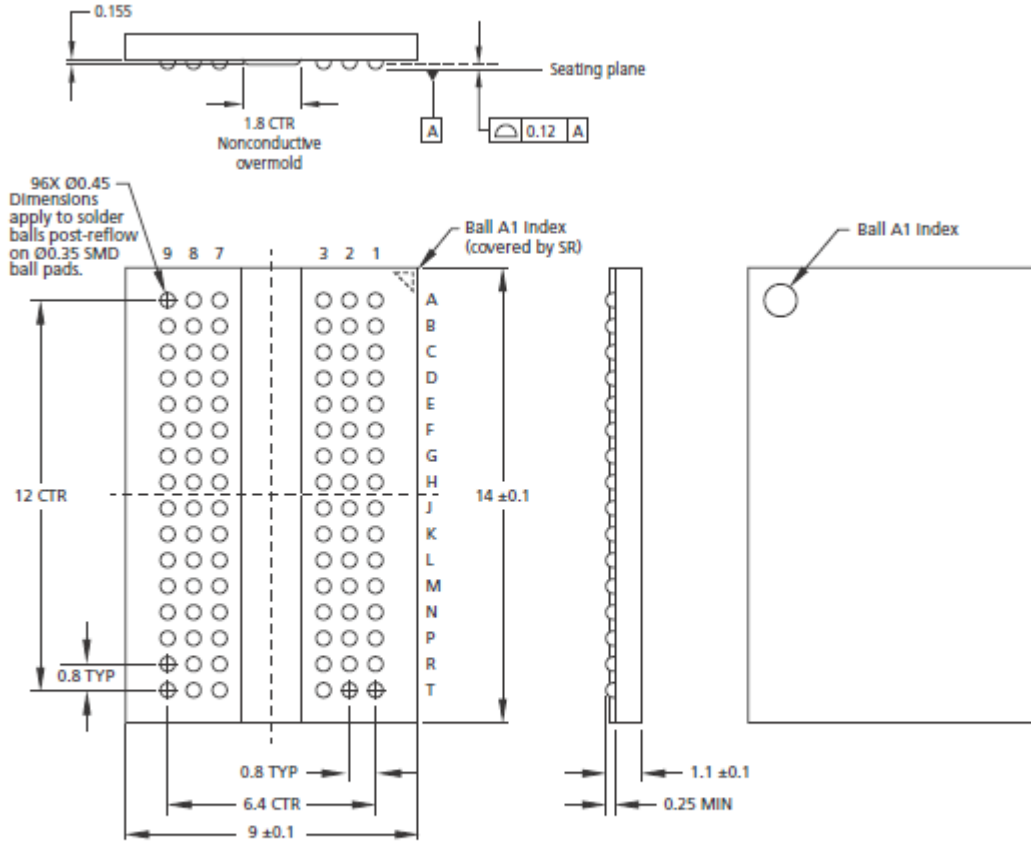 0.155
Seating plane
1.8 CTR
Nonconductive
overmold
A
0.12 A
96X Ø0.45
Dimensions
apply to solder
balls post-reflow
on Ø0.35 SMD
ball pads.
9 8 7 3 2 1
Ball A1 Index
(covered by SR)
Ball A1 Index
A
B
C
D
E
F
G
H
J
K
L
M
N
P
R
T
12 CTR
14 ±0.1
0.8 TYP
0.8 TYP
6.4 CTR
9 ±0.1
1.1 ±0.1
0.25 MIN